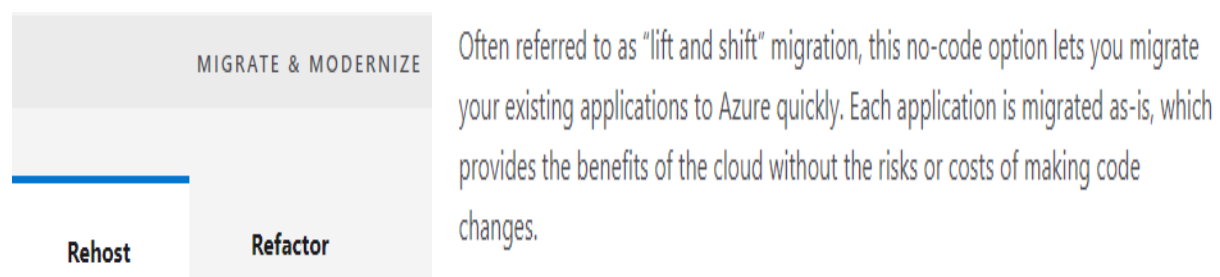 MIGRATE & MODERNIZE
Rehost
Refactor
Often referred to as “lift and shift” migration, this no-code option lets you migrate
your existing applications to Azure quickly. Each application is migrated as-is, which
provides the benefits of the cloud without the risks or costs of making code
changes.